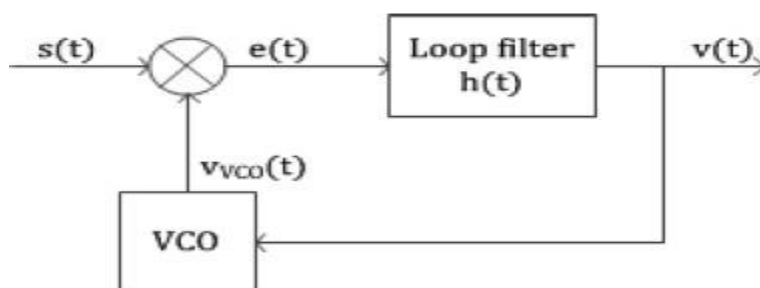 s(t)
e(t)
Loop filter
h(t)
v(t)
vVCO(t)
VCO